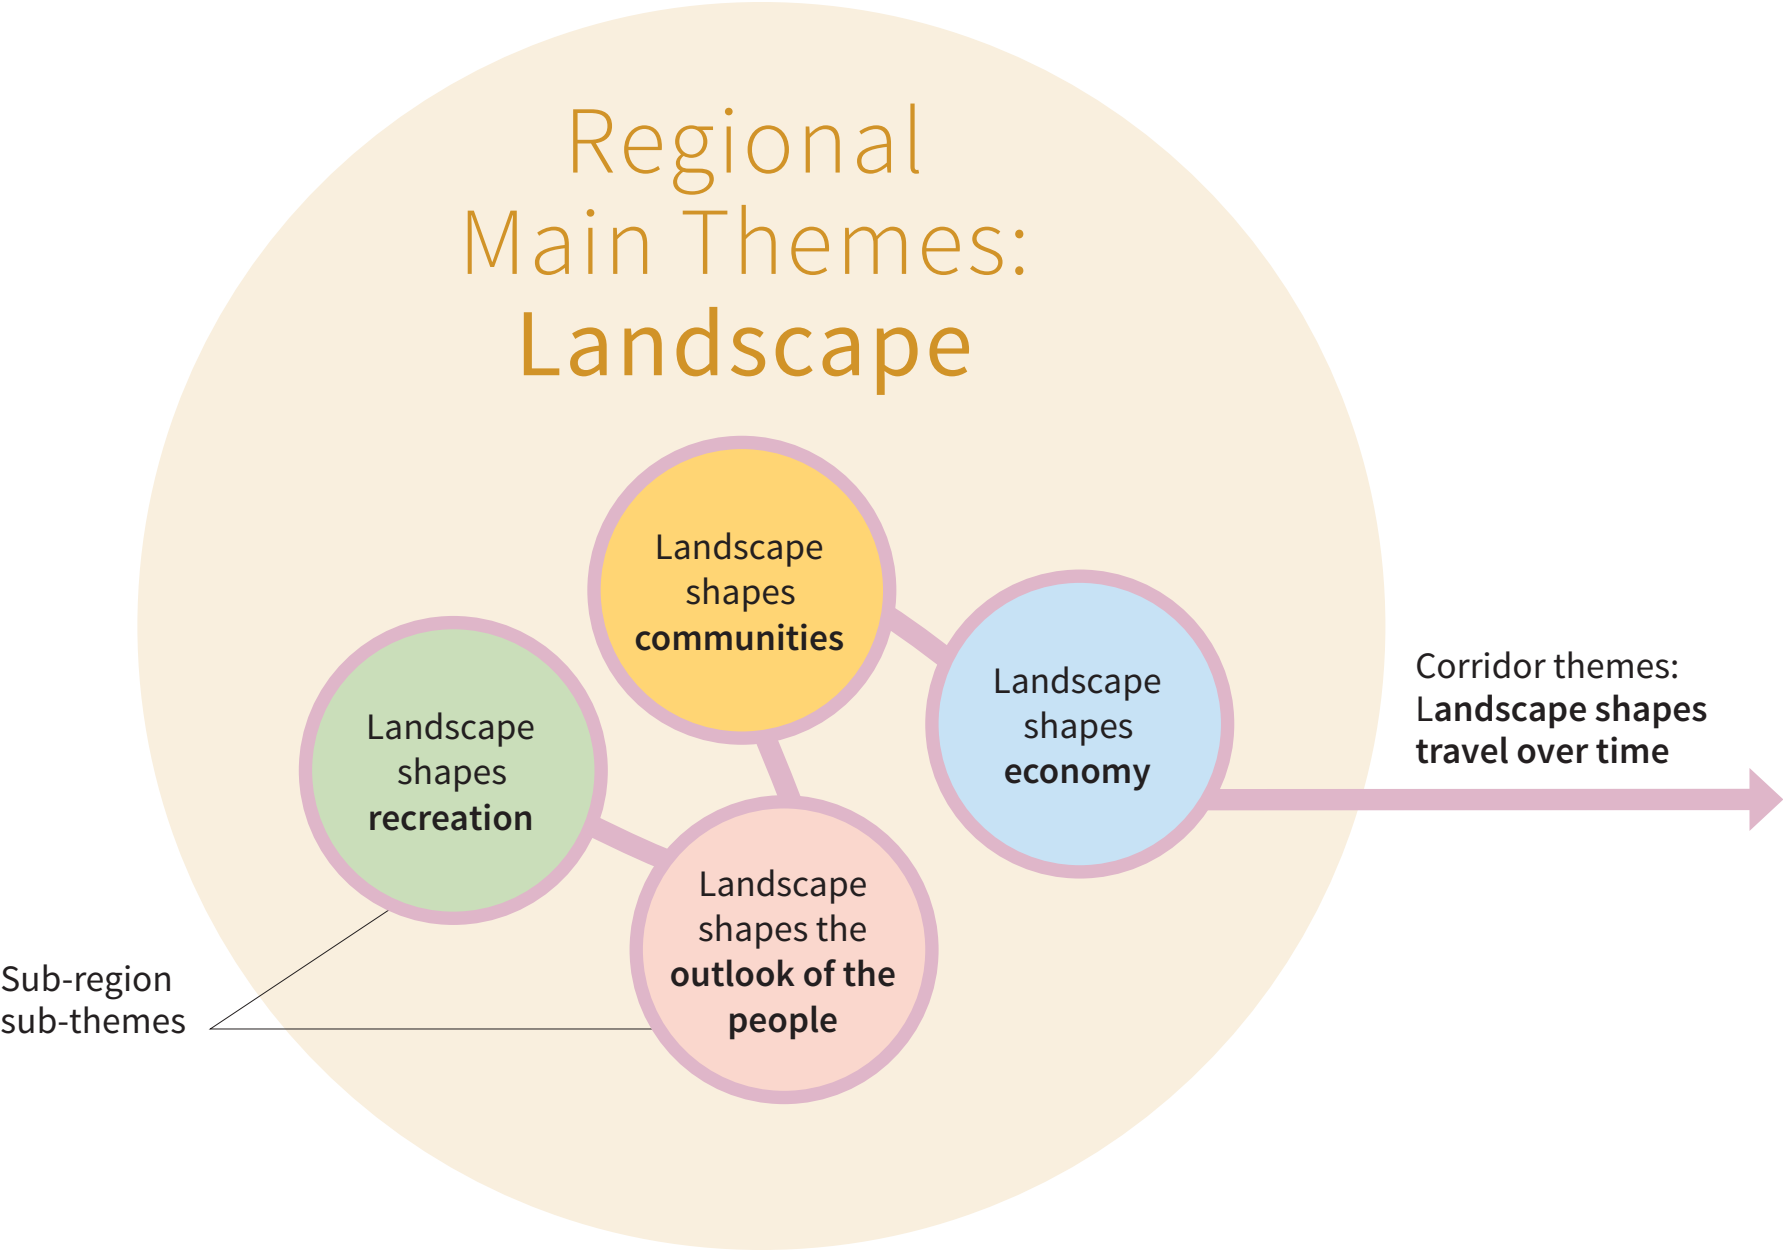 Regional
Main Themes:
Landscape
Landscape
shapes
communities
Landscape
shapes
economy
Landscape
shapes
recreation
Landscape
shapes the
outlook of the
people
Corridor themes:
Landscape shapes
travel over time
Sub-region
sub-themes